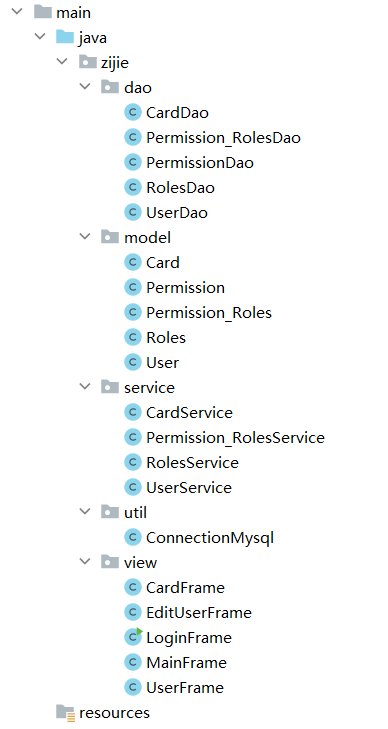 main
java
zijie
dao
CardDao
Permission_RolesDao
PermissionDao
RolesDao
UserDao
model
Card
Permission
Permission_Roles
Roles
User
service
CardService
Permission_RolesService
RolesService
UserService
util
ConnectionMysql
view
CardFrame
EditUserFrame
LoginFrame
MainFrame
UserFrame
resources